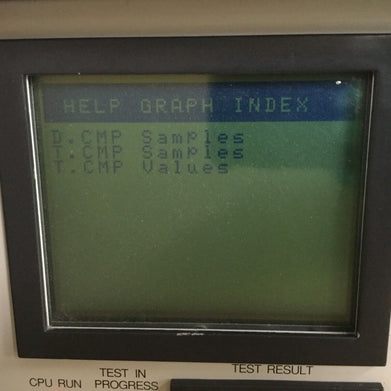 HELP GRAPH INDEX
D.CMP Samples
T.CMP Samples
T.CMP Values
CPU RUN
TEST IN
PROGRESS
TEST RESULT